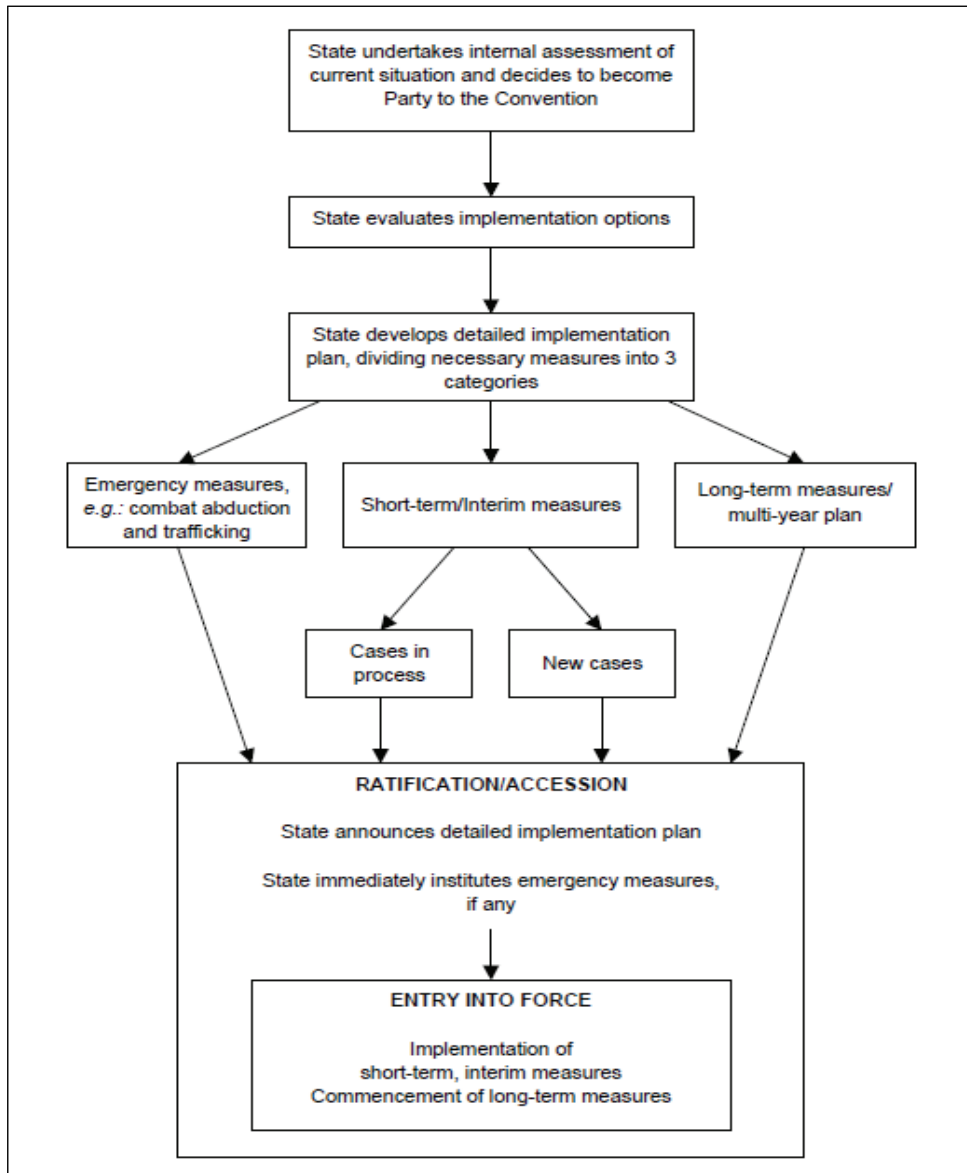 State undertakes internal assessment of
current situation and decides to become
Party to the Convention
State evaluates implementation options
State develops detailed implementation
plan, dividing necessary measures into 3
categories
Emergency measures,
e.g.: combat abduction
and trafficking
Short-term/Interim measures
Long-term measures/
multi-year plan
Cases in
process
New cases
RATIFICATION/ACCESSION
State announces detailed implementation plan
State immediately institutes emergency measures,
if any
ENTRY INTO FORCE
Implementation of
short-term, interim measures
Commencement of long-term measures